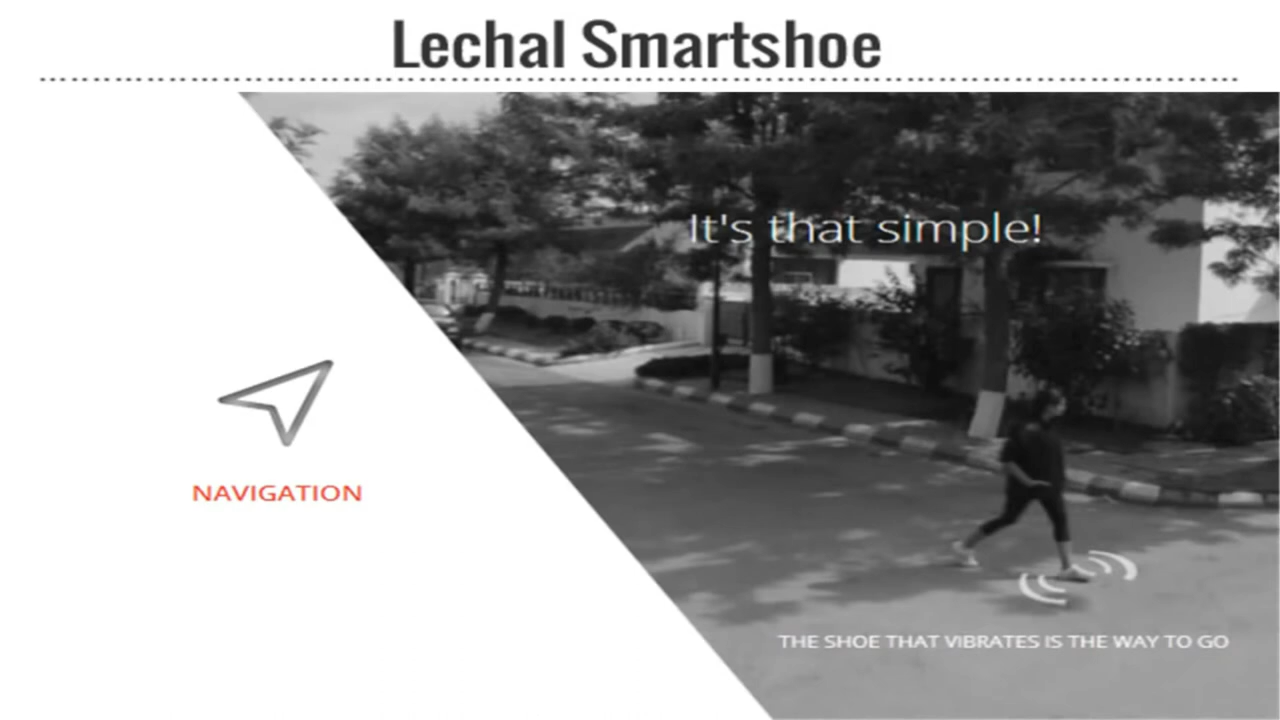 Lechal Smartshoe
It's that simple!
NAVIGATION
THE SHOE THAT VIBRATES IS THE WAY TO GO